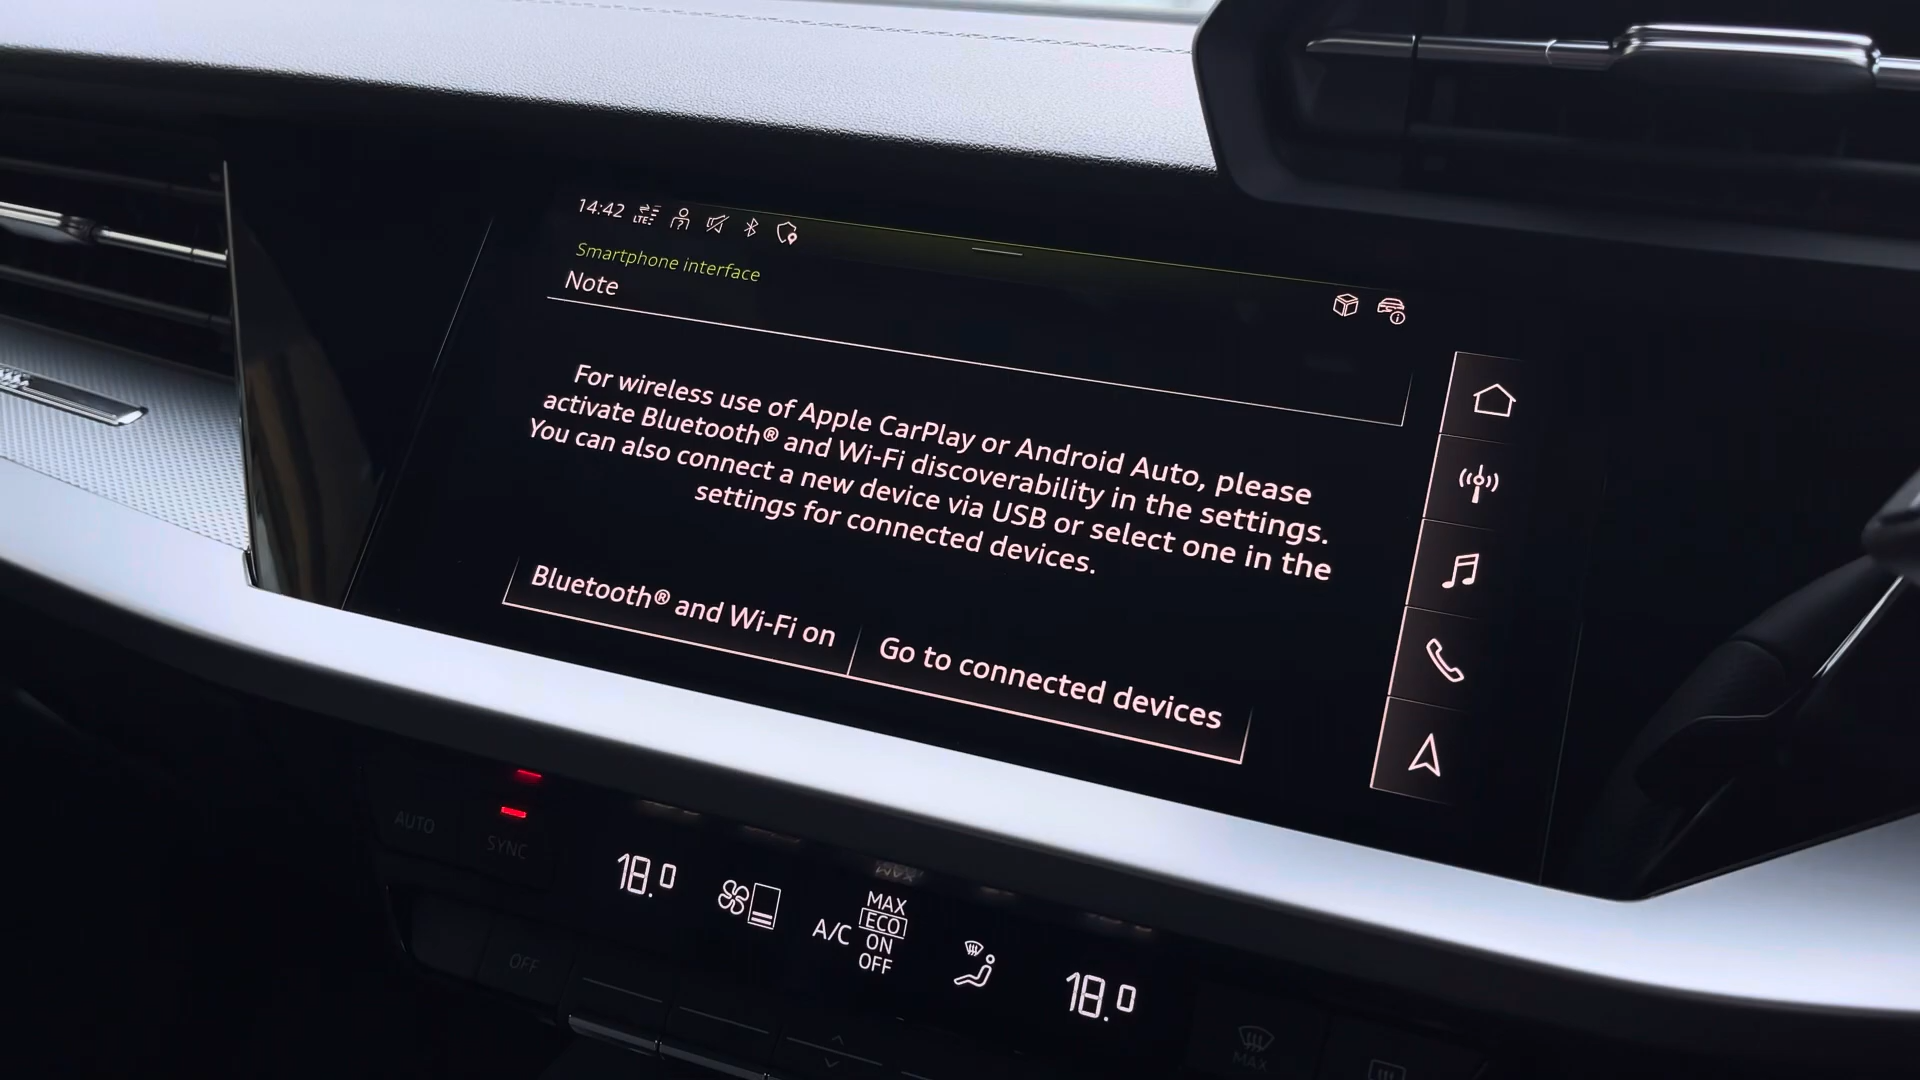 14:42 LTE
Smartphone interface
Note
For wireless use of Apple CarPlay or Android Auto, please
activate Bluetooth® and Wi-Fi discoverability in the settings.
You can also connect a new device via USB or select one in the
settings for connected devices.
Bluetooth® and Wi-Fi on
Go to connected devices
AUTO
SYNC
18.0
A/C
MAX
ECO
ON
OFF
18.0
OFF
MAX